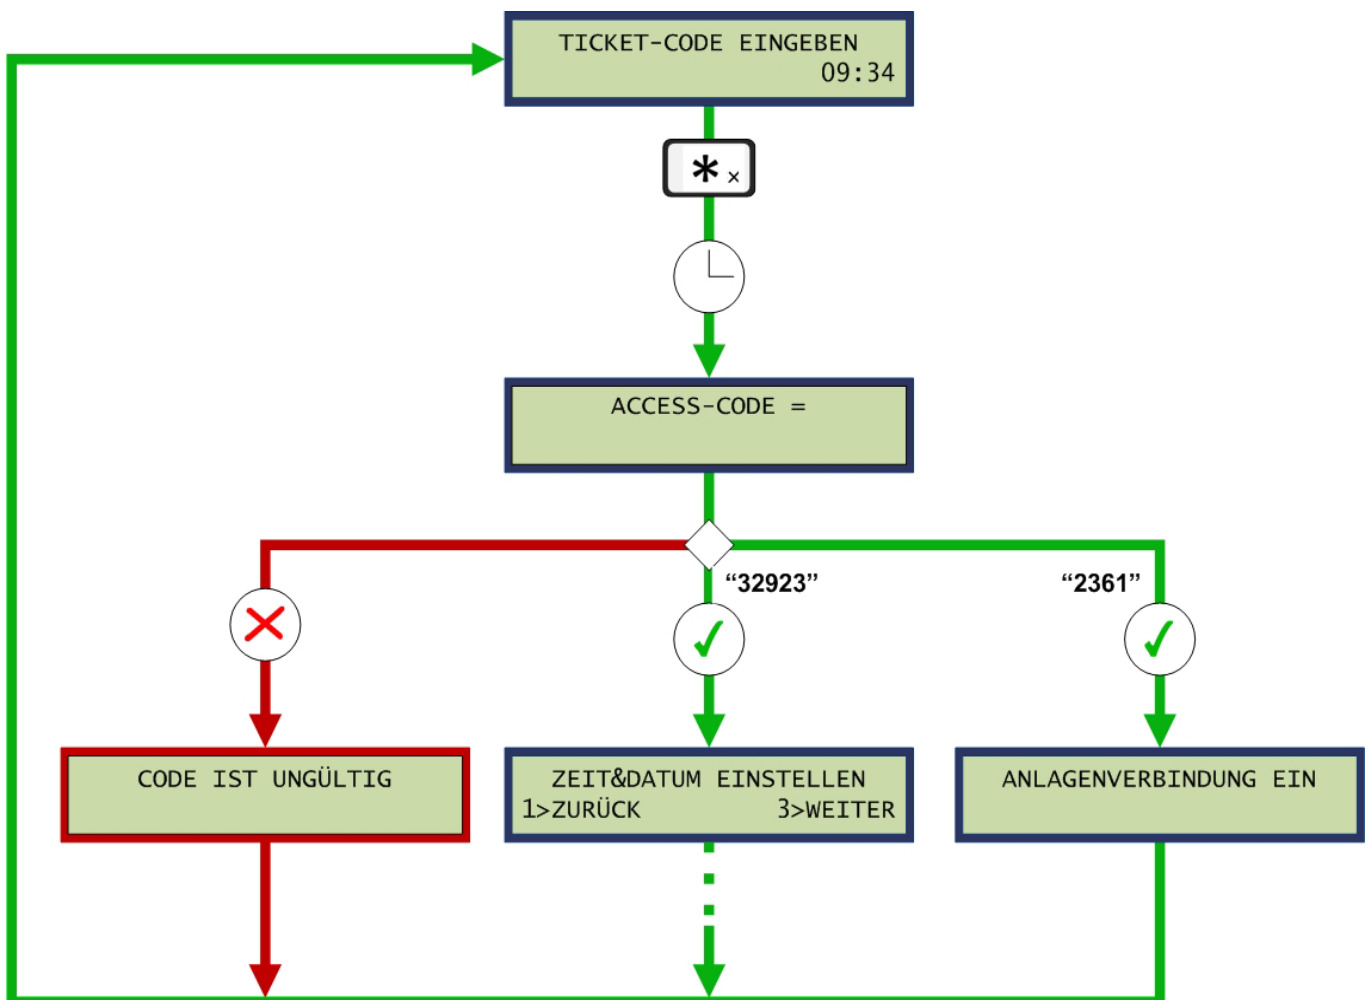 TICKET-CODE EINGEBEN
09:34
* ×
ACCESS-CODE =
“32923”
“2361”
CODE IST UNGÜLTIG
ZEIT&DATUM EINSTELLEN
1>ZURÜCK 3>WEITER
ANLAGENVERBINDUNG EIN